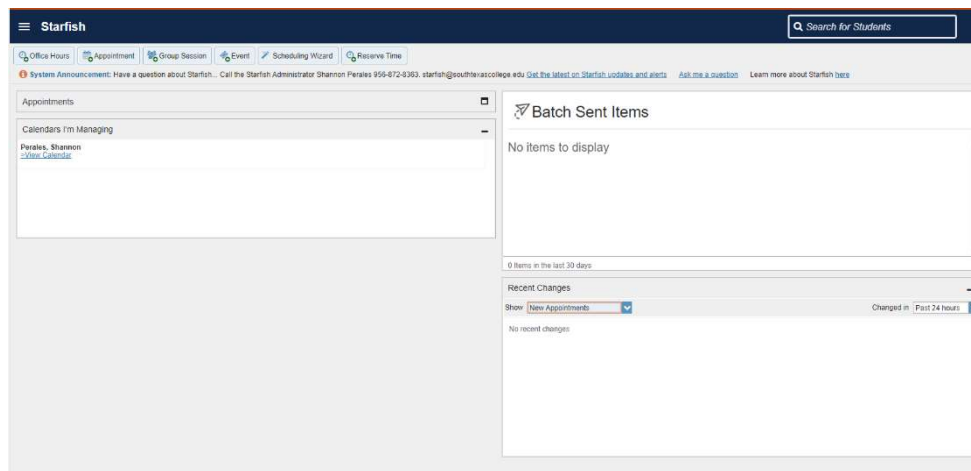 Starfish
Search for Students
Office Hours Appointment Group Session Event Scheduling Wizard Reserve Time
System Announcement: Have a question about Starfish... Call the Starfish Administrator Shannon Perales 956-872-8363. starfish@southtexascollege.edu Get the latest on Starfish updates and alerts Ask me a question Learn more about Starfish here
Appointments
Calendars I'm Managing
Perales, Shannon
»View Calendar
Batch Sent Items
No items to display
0 Items in the last 30 days
Recent Changes
Show New Appointments Changed in Past 24 hours
No recent changes